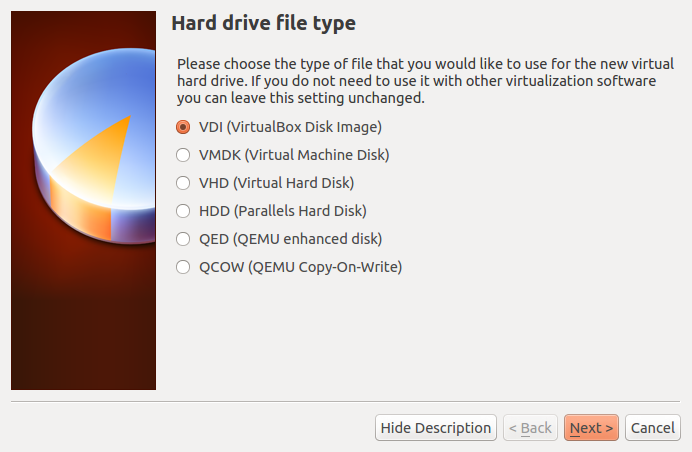 Hard drive file type
Please choose the type of file that you would like to use for the new virtual
hard drive. If you do not need to use it with other virtualization software
you can leave this setting unchanged.
VDI (VirtualBox Disk Image)
VMDK (Virtual Machine Disk)
VHD (Virtual Hard Disk)
HDD (Parallels Hard Disk)
QED (QEMU enhanced disk)
QCOW (QEMU Copy-On-Write)
Hide Description < Back Next > Cancel